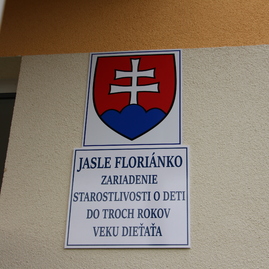 JASLE FLORIÁNKO
ZARIADENIE
STAROSTLIVOSTI O DETI
DO TROCH ROKOV
VEKU DIEŤAŤA